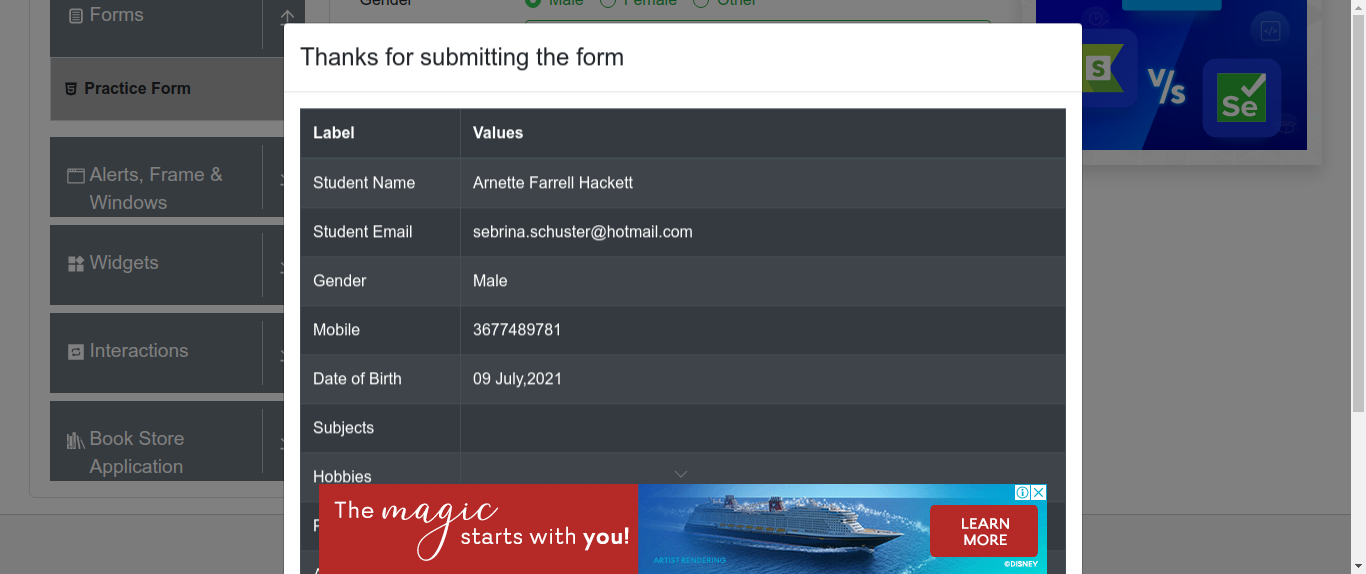 Forms
Gender
Male
Female
Other
Practice Form
Alerts, Frame &
Windows
Widgets
Interactions
Book Store
Application
Thanks for submitting the form
Label Values
Student Name Arnette Farrell Hackett
Student Email sebrina.schuster@hotmail.com
Gender Male
Mobile 3677489781
Date of Birth 09 July,2021
Subjects
Hobbies
S
V/s
Se
The magic
starts with you!
ARTIST RENDERING
LEARN
MORE
©DISNEY